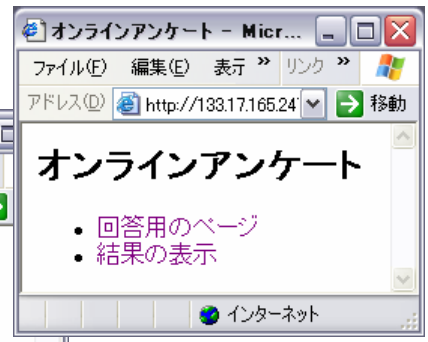 オンラインアンケート - Micr...
ファイル(F) 編集(E) 表示 » リンク »
アドレス(D) http://133.17.165.24 移動
オンラインアンケート
• 回答用のページ
• 結果の表示
インターネット